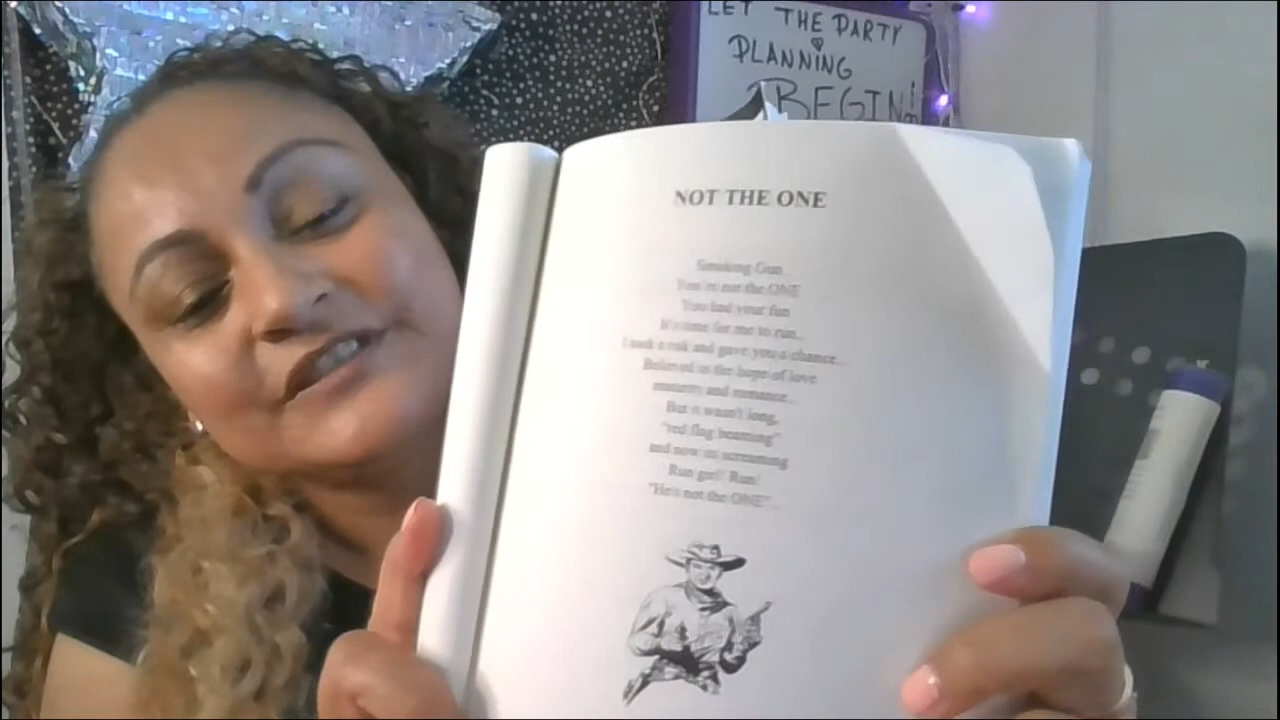 LET THE PARTY
PLANNING
BEGIN!
NOT THE ONE
Smoking Gun
You're not the ONE
You had your fun
It's time for me to run..
I took a risk and gave you a chance...
Believed in the hope of love
and romance..
But it wasn't long,
"red flag beaming"
and now its screaming
Run girl! Run!
"He's not the ONE"...